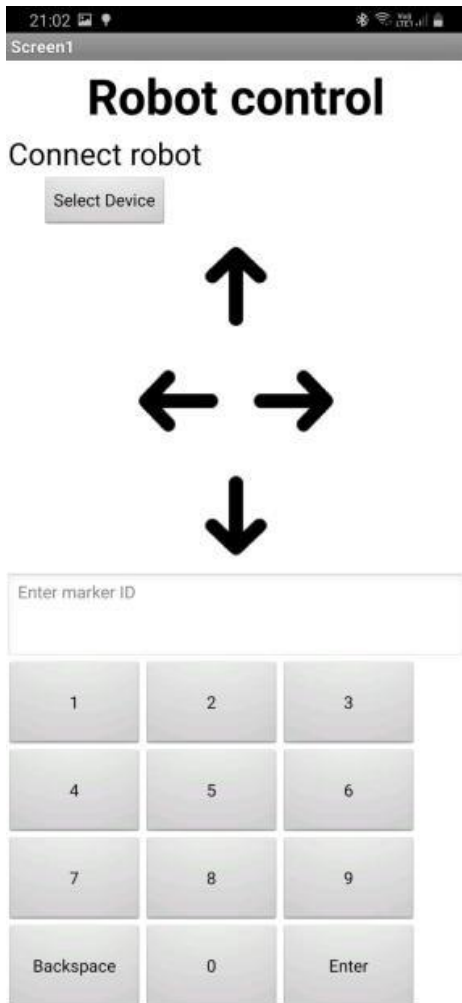 21:02
Screen1
Robot control
Connect robot
Select Device
Enter marker ID
1 2 3
4 5 6
7 8 9
Backspace 0 Enter